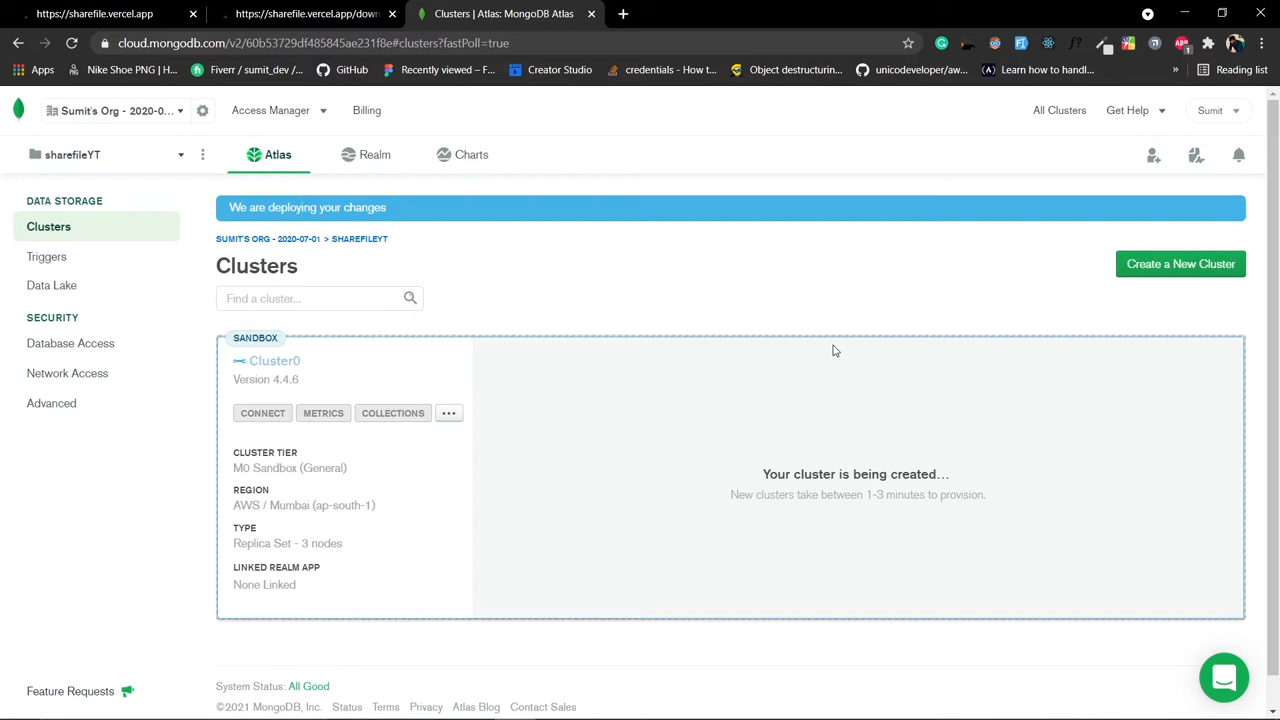 https://sharefile.vercel.app
https://sharefile.vercel.app/down
Clusters | Atlas: MongoDB Atlas
cloud.mongodb.com/v2/60b53729df485845ae231f8e#clusters?fastPoll=true
Apps
Nike Shoe PNG | H...
Fiverr / sumit_dev /...
GitHub
Recently viewed – F...
Creator Studio
credentials - How t...
Object destructurin...
unicodeveloper/aw...
Learn how to hand...
»
Reading list
Sumit's Org - 2020-0...
Access Manager
Billing
All Clusters
Get Help
Sumit
sharefileYT
Atlas
Realm
Charts
DATA STORAGE
Clusters
Triggers
Data Lake
SECURITY
Database Access
Network Access
Advanced
We are deploying your changes
SUMIT'S ORG - 2020-07-01 > SHAREFILEYT
Clusters
Create a New Cluster
Find a cluster...
SANDBOX
Cluster0
Version 4.4.6
CONNECT
METRICS
COLLECTIONS
...
CLUSTER TIER
M0 Sandbox (General)
REGION
AWS / Mumbai (ap-south-1)
TYPE
Replica Set - 3 nodes
LINKED REALM APP
None Linked
Your cluster is being created...
New clusters take between 1-3 minutes to provision.
Feature Requests
System Status: All Good
©2021 MongoDB, Inc. Status Terms Privacy Atlas Blog Contact Sales